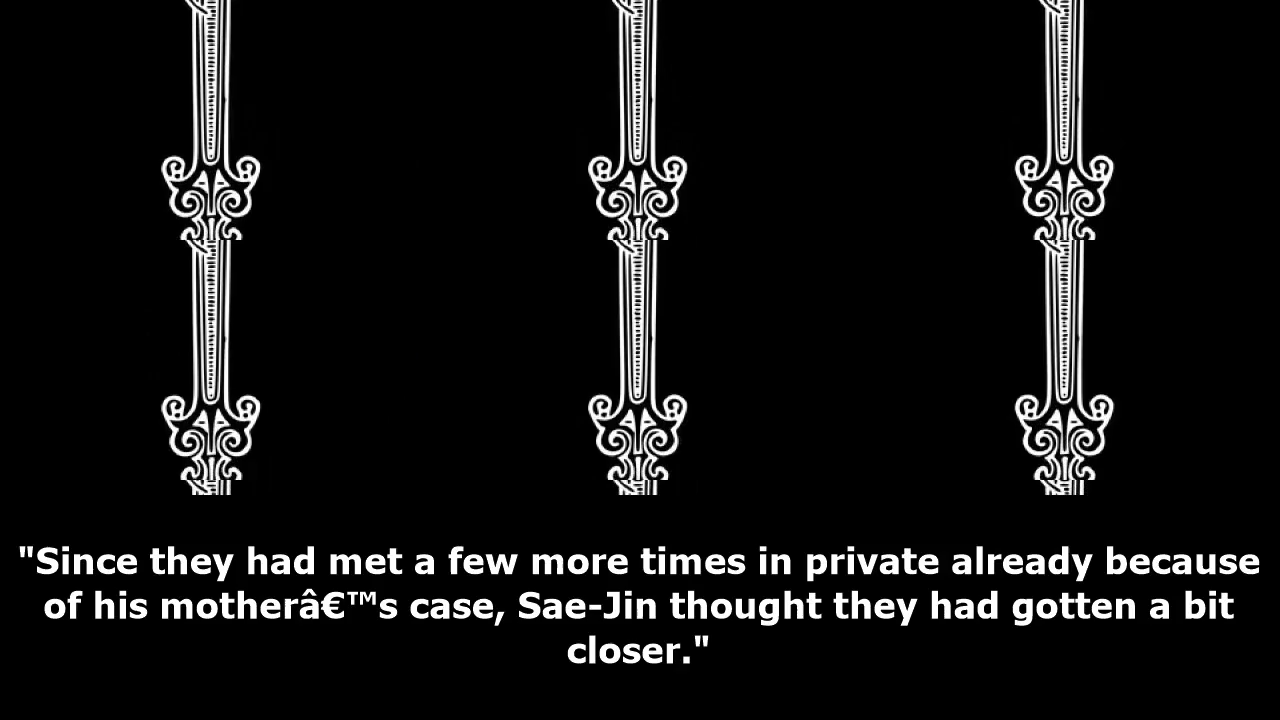 "Since they had met a few more times in private already because
of his motherâ€™s case, Sae-Jin thought they had gotten a bit
closer."